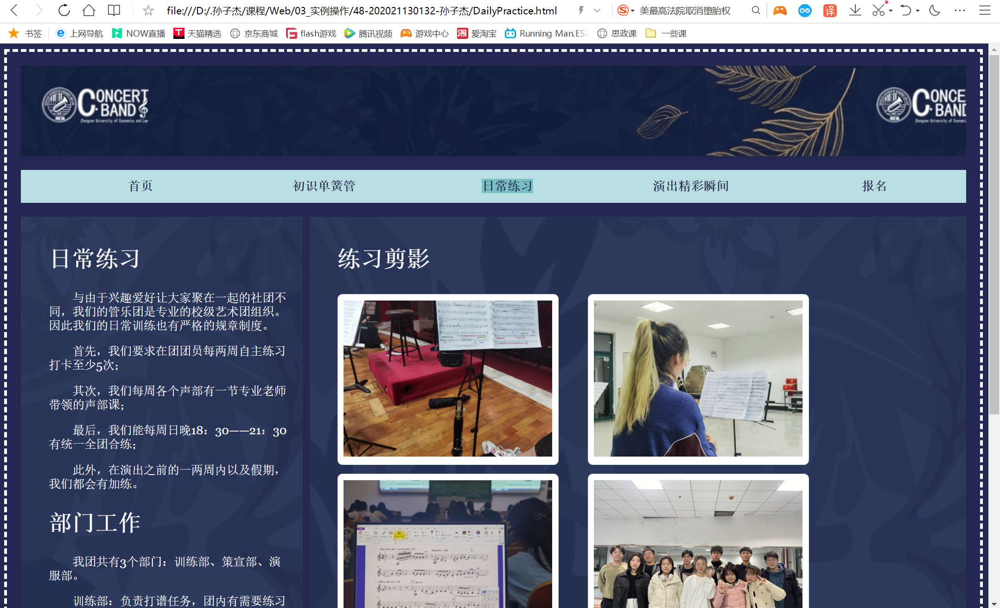 file:///D:/.孙子杰/课程/Web/03_实例操作/48-202021130132-孙子杰/DailyPractice.html
美最高法院取消堕胎权
译
书签
上网导航
NOW直播
天猫精选
京东商城
flash游戏
腾讯视频
游戏中心
爱淘宝
Running Man.E52
思政课
一些课
CONCERT
BAND
Zhongnan University of Economics and Law
CONCE
BAND
Zhongnan University of Economic
首页
初识单簧管
日常练习
演出精彩瞬间
报名
日常练习
与由于兴趣爱好让大家聚在一起的社团不
同，我们的管乐团是专业的校级艺术团组织。
因此我们的日常训练也有严格的规章制度。
首先，我们要求在团团员每两周自主练习
打卡至少5次；
其次，我们每周各个声部有一节专业老师
带领的声部课；
最后，我们能每周日晚18：30——21：30
有统一全团合练；
此外，在演出之前的一两周内以及假期，
我们都会有加练。
部门工作
我团共有3个部门：训练部、策宣部、演
服部。
训练部：负责打谱任务，团内有需要练习
练习剪影